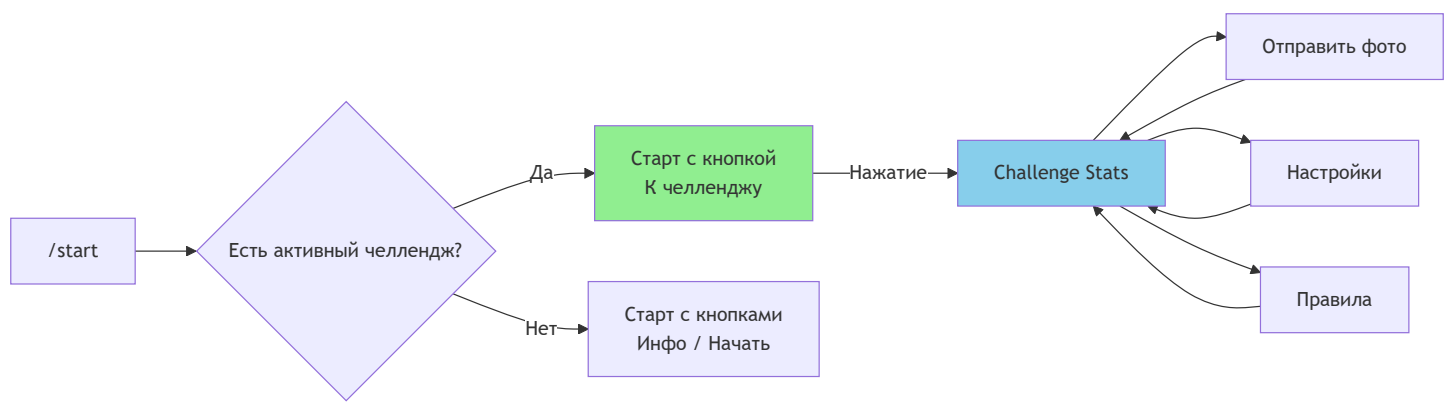 /start
Есть активный челлендж?
Да
Нет
Старт с кнопкой
К челленджу
Старт с кнопками
Инфо / Начать
Нажатие
Challenge Stats
Отправить фото
Настройки
Правила